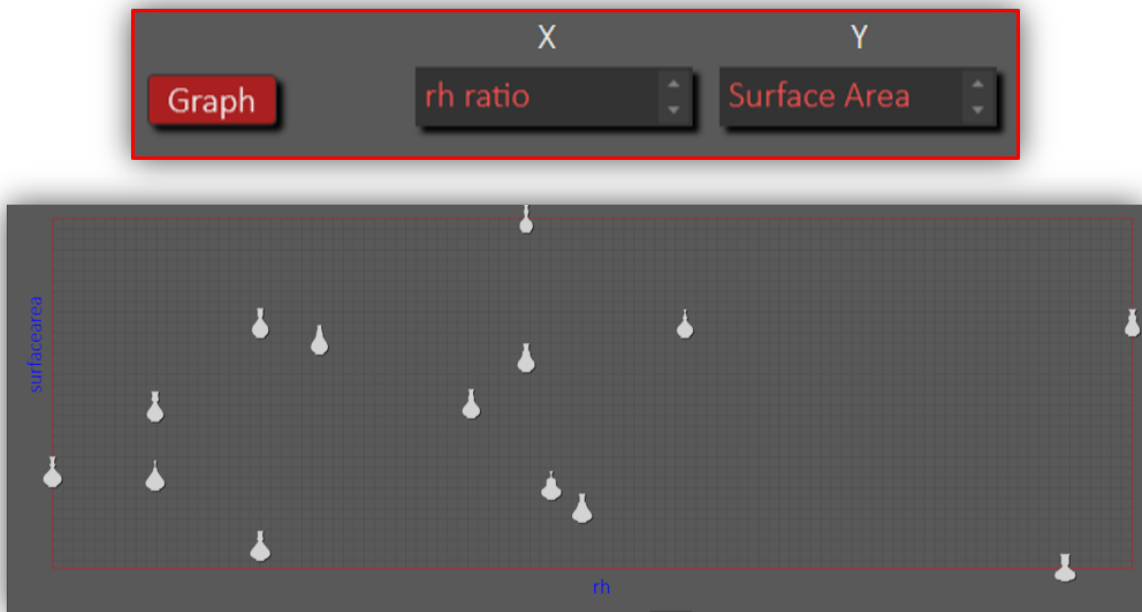 X
Y
Graph
rh ratio
Surface Area
surfacearea
rh